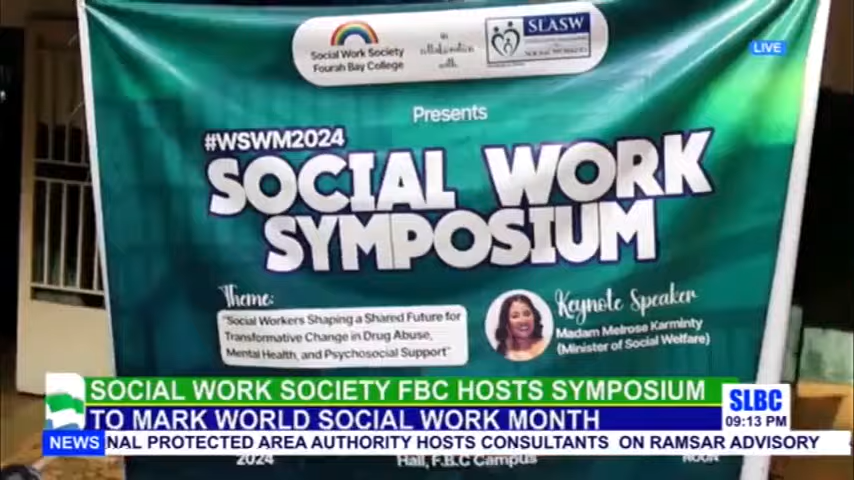 Social Work Society
Fourah Bay College
in
collaboration
with
SLASW
SOCIAL WORKERS
LIVE
Presents
#WSWM2024
SOCIAL WORK
SYMPOSIUM
Theme:
"Social Workers Shaping a Shared Future for
Transformative Change in Drug Abuse,
Mental Health, and Psychosocial Support"
Keynote Speaker
Madam Melrose Karminty
(Minister of Social Welfare)
SOCIAL WORK SOCIETY FBC HOSTS SYMPOSIUM
TO MARK WORLD SOCIAL WORK MONTH
SLBC
09:13 PM
NEWS
NAL PROTECTED AREA AUTHORITY HOSTS CONSULTANTS ON RAMSAR ADVISORY
2024
Hall, F.B.C Campus